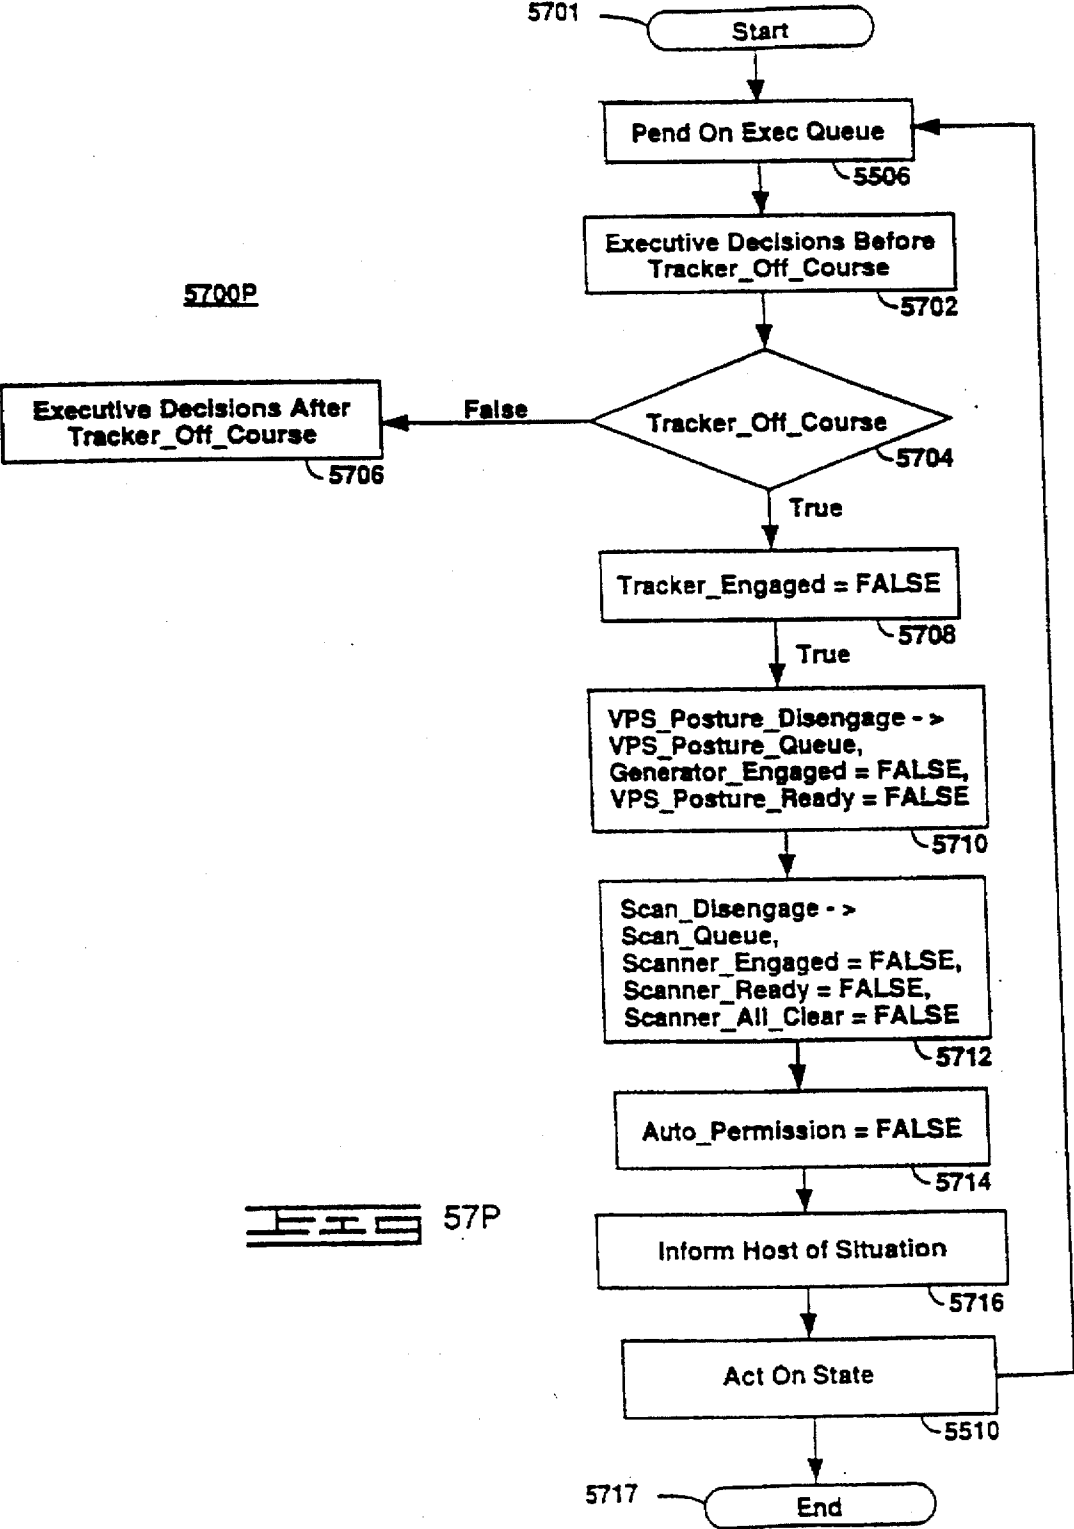 5701
Start
Pend On Exec Queue
5506
Executive Decisions Before
Tracker_Off_Course
5702
5700P
Executive Decisions After
Tracker_Off_Course
5706
False
Tracker_Off_Course
5704
True
Tracker_Engaged = FALSE
5708
True
VPS_Posture_Disengage - >
VPS_Posture_Queue,
Generator_Engaged = FALSE,
VPS_Posture_Ready = FALSE
5710
Scan_Disengage - >
Scan_Queue,
Scanner_Engaged = FALSE,
Scanner_Ready = FALSE,
Scanner_All_Clear = FALSE
5712
Auto_Permission = FALSE
5714
FIG 57P
Inform Host of Situation
5716
Act On State
5510
5717
End